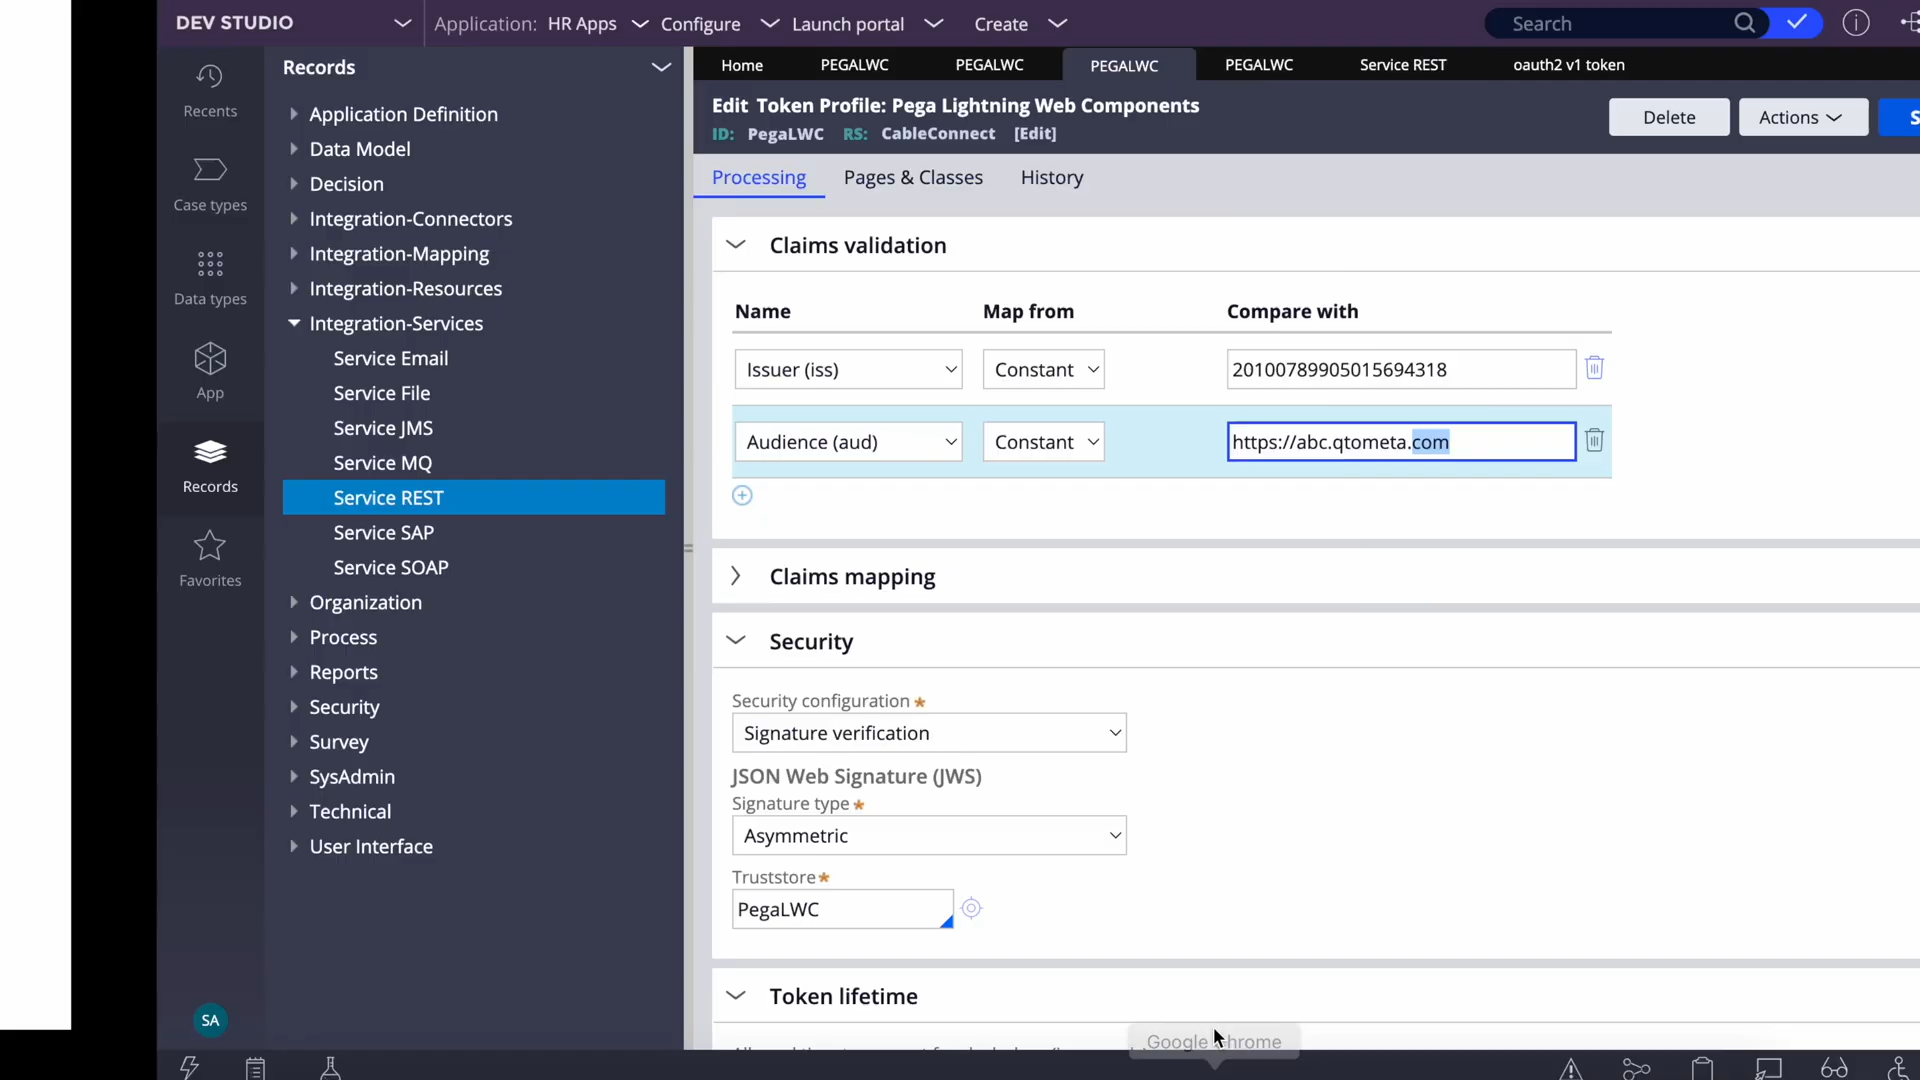 DEV STUDIO
Application: HR Apps
Configure
Launch portal
Create
Search
Recents
Case types
Data types
App
Records
Favorites
SA
Records
Application Definition
Data Model
Decision
Integration-Connectors
Integration-Mapping
Integration-Resources
Integration-Services
Service Email
Service File
Service JMS
Service MQ
Service REST
Service SAP
Service SOAP
Organization
Process
Reports
Security
Survey
SysAdmin
Technical
User Interface
Home PEGALWC PEGALWC PEGALWC PEGALWC Service REST oauth2 v1 token
Edit Token Profile: Pega Lightning Web Components
ID: PegaLWC RS: CableConnect [Edit]
Delete
Actions
S
Processing Pages & Classes History
Claims validation
Name Map from Compare with
Issuer (iss) Constant 20100789905015694318
Audience (aud) Constant https://abc.qtometa.com
Claims mapping
Security
Security configuration *
Signature verification
JSON Web Signature (JWS)
Signature type *
Asymmetric
Truststore *
PegaLWC
Token lifetime
Google Chrome